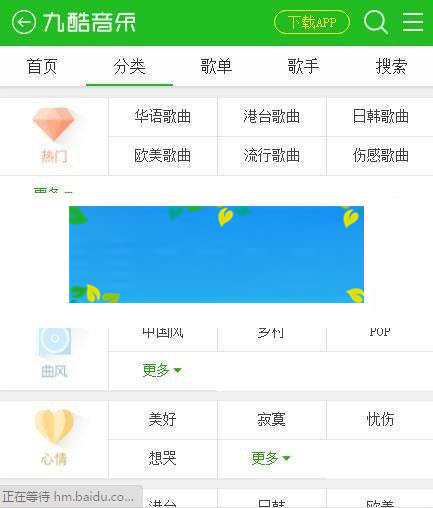 九酷音乐 下载APP
首页 分类 歌单 歌手 搜索
华语歌曲 港台歌曲 日韩歌曲
热门
欧美歌曲 流行歌曲 伤感歌曲
更多
中国风 乡村 POP
曲风
更多
美好 寂寞 忧伤
心情
想哭 更多
正在等待 hm.baidu.co...
港台 日韩 欧美